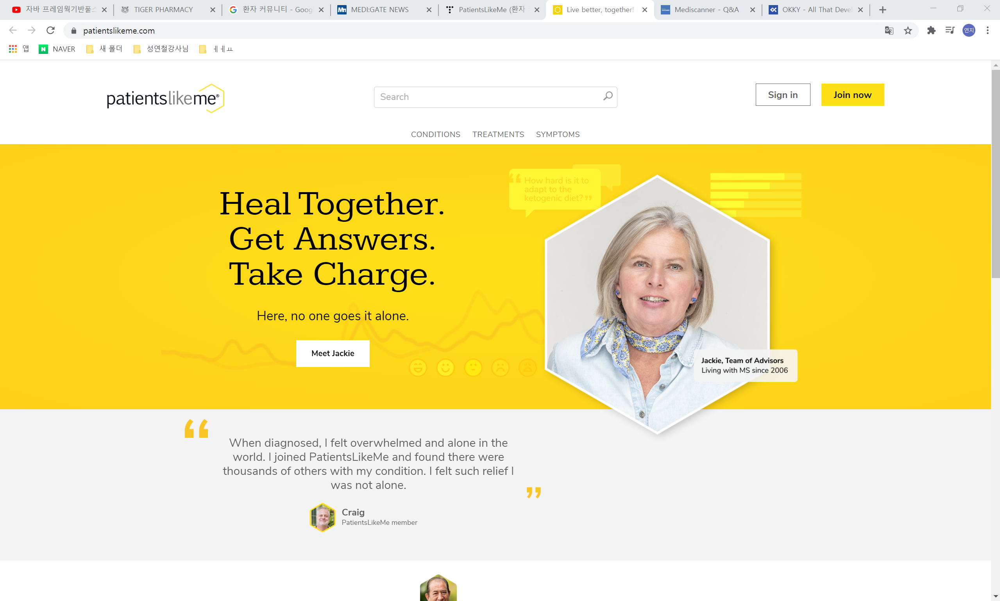 자바 프레임웍기반풀스
TIGER PHARMACY
환자 커뮤니티 - Goog
MEDI:GATE NEWS
PatientsLikeMe (환자
Live better, together!
Mediscanner - Q&A
OKKY - All That Deve
patientslikeme.com
연지
앱
NAVER
새 폴더
성연철강사님
ㅔㅔㅛ
patientslikeme®
Search
Sign in
Join now
CONDITIONS
TREATMENTS
SYMPTOMS
“ How hard is it to
adapt to the
ketogenic diet? ”
Heal Together.
Get Answers.
Take Charge.
Here, no one goes it alone.
Meet Jackie
Jackie, Team of Advisors
Living with MS since 2006
“
When diagnosed, I felt overwhelmed and alone in the
world. I joined PatientsLikeMe and found there were
thousands of others with my condition. I felt such relief I
was not alone.
”
Craig
PatientsLikeMe member